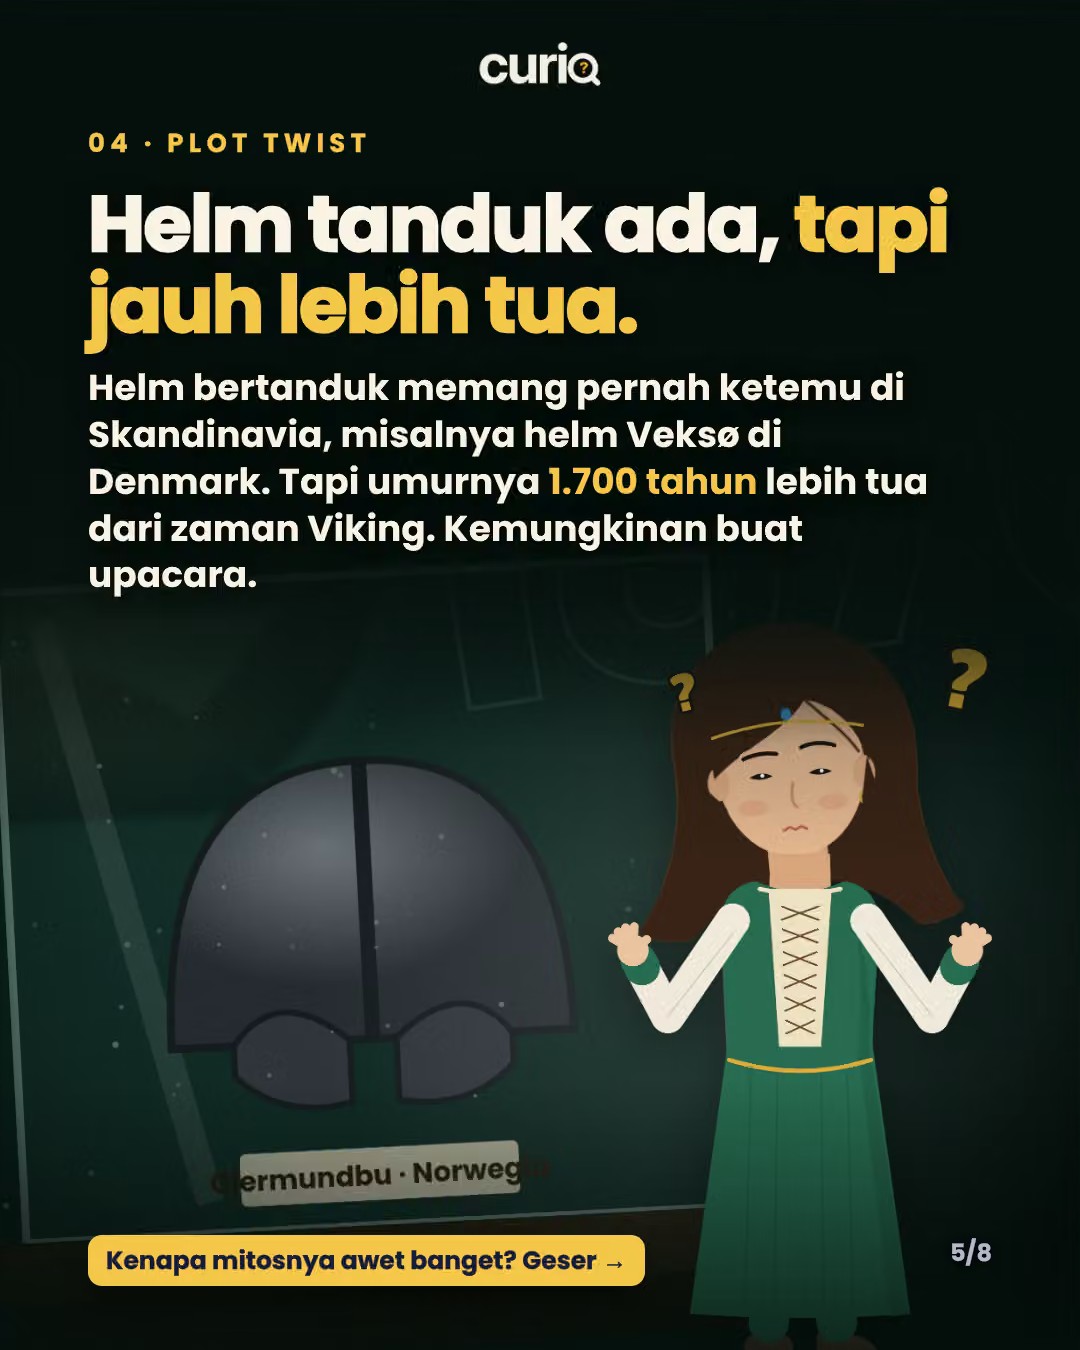 curiQ
04 · PLOT TWIST
Helm tanduk ada, tapi
jauh lebih tua.
Helm bertanduk memang pernah ketemu di
Skandinavia, misalnya helm Veksø di
Denmark. Tapi umurnya 1.700 tahun lebih tua
dari zaman Viking. Kemungkinan buat
upacara.
?
?
Gjermundbu · Norwegia
Kenapa mitosnya awet banget? Geser →
5/8